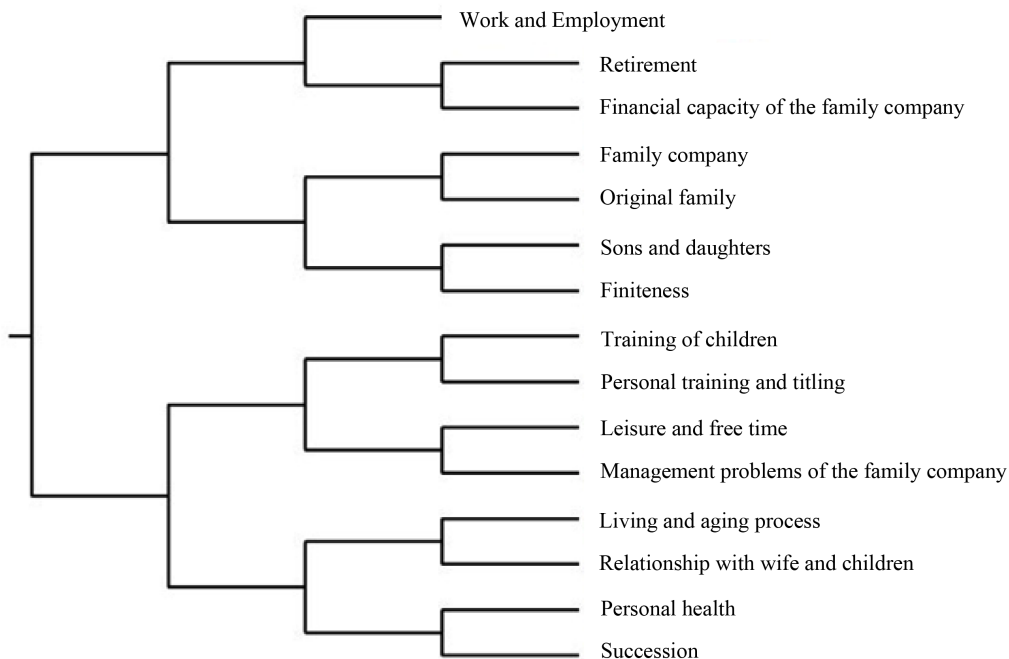 Work and Employment
Retirement
Financial capacity of the family company
Family company
Original family
Sons and daughters
Finiteness
Training of children
Personal training and titling
Leisure and free time
Management problems of the family company
Living and aging process
Relationship with wife and children
Personal health
Succession